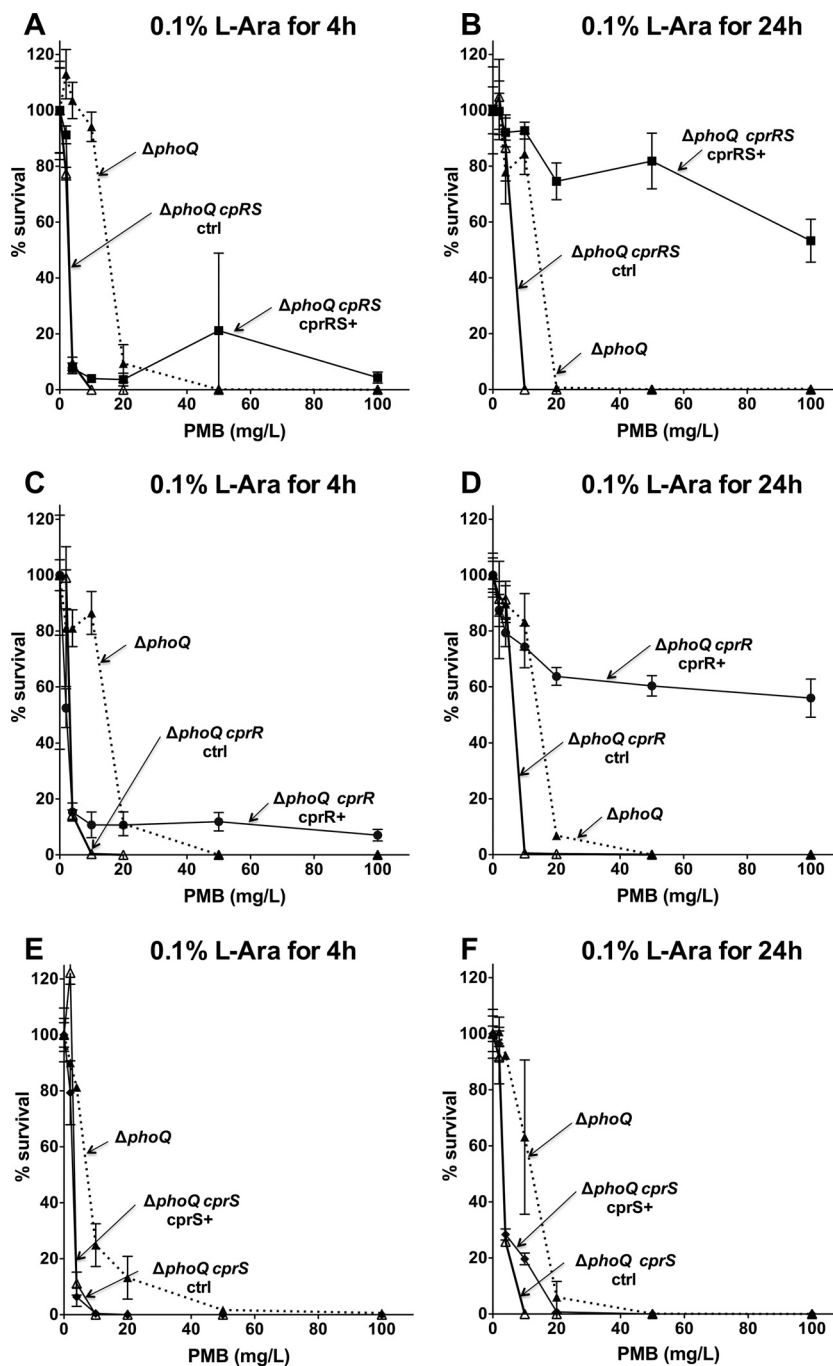 A 0.1% L-Ara for 4h
120
100
80
60
40
20
0
% survival
ΔphoQ
ΔphoQ cpRS
ctrl
ΔphoQ cpRS
cprRS+
0 20 40 60 80 100
PMB (mg/L)
B 0.1% L-Ara for 24h
120
100
80
60
40
20
0
% survival
ΔphoQ cprRS
cprRS+
ΔphoQ cprRS
ctrl
ΔphoQ
0 20 40 60 80 100
PMB (mg/L)
C 0.1% L-Ara for 4h
120
100
80
60
40
20
0
% survival
ΔphoQ
ΔphoQ cprR
ctrl
ΔphoQ cprR
cprR+
0 20 40 60 80 100
PMB (mg/L)
D 0.1% L-Ara for 24h
120
100
80
60
40
20
0
% survival
ΔphoQ cprR
cprR+
ΔphoQ cprR
ctrl
ΔphoQ
0 20 40 60 80 100
PMB (mg/L)
E 0.1% L-Ara for 4h
120
100
80
60
40
20
0
% survival
ΔphoQ
ΔphoQ cprS
cprS+
ΔphoQ cprS
ctrl
0 20 40 60 80 100
PMB (mg/L)
F 0.1% L-Ara for 24h
120
100
80
60
40
20
0
% survival
ΔphoQ
ΔphoQ cprS
cprS+
ΔphoQ cprS
ctrl
0 20 40 60 80 100
PMB (mg/L)